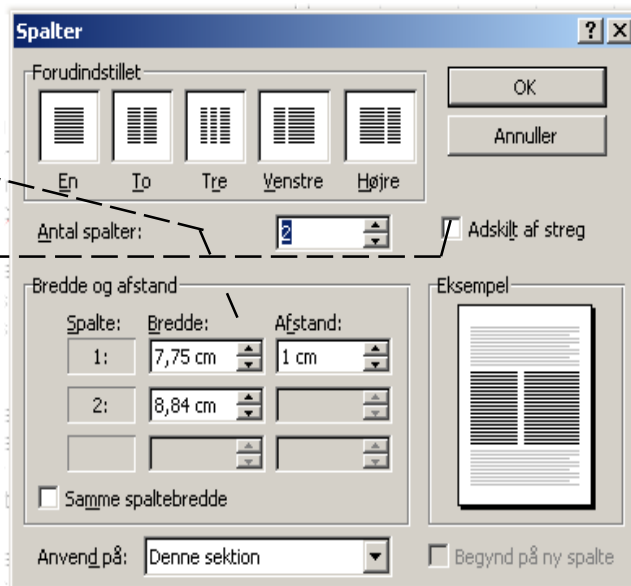 Spalter
Forudindstillet
OK
Annuller
En To Tre Venstre Højre
Antal spalter: 2 Adskilt af streg
Bredde og afstand
Eksempel
Spalte: Bredde: Afstand:
1: 7,75 cm 1 cm
2: 8,84 cm
Samme spaltebredde
Anvend på: Denne sektion Begynd på ny spalte